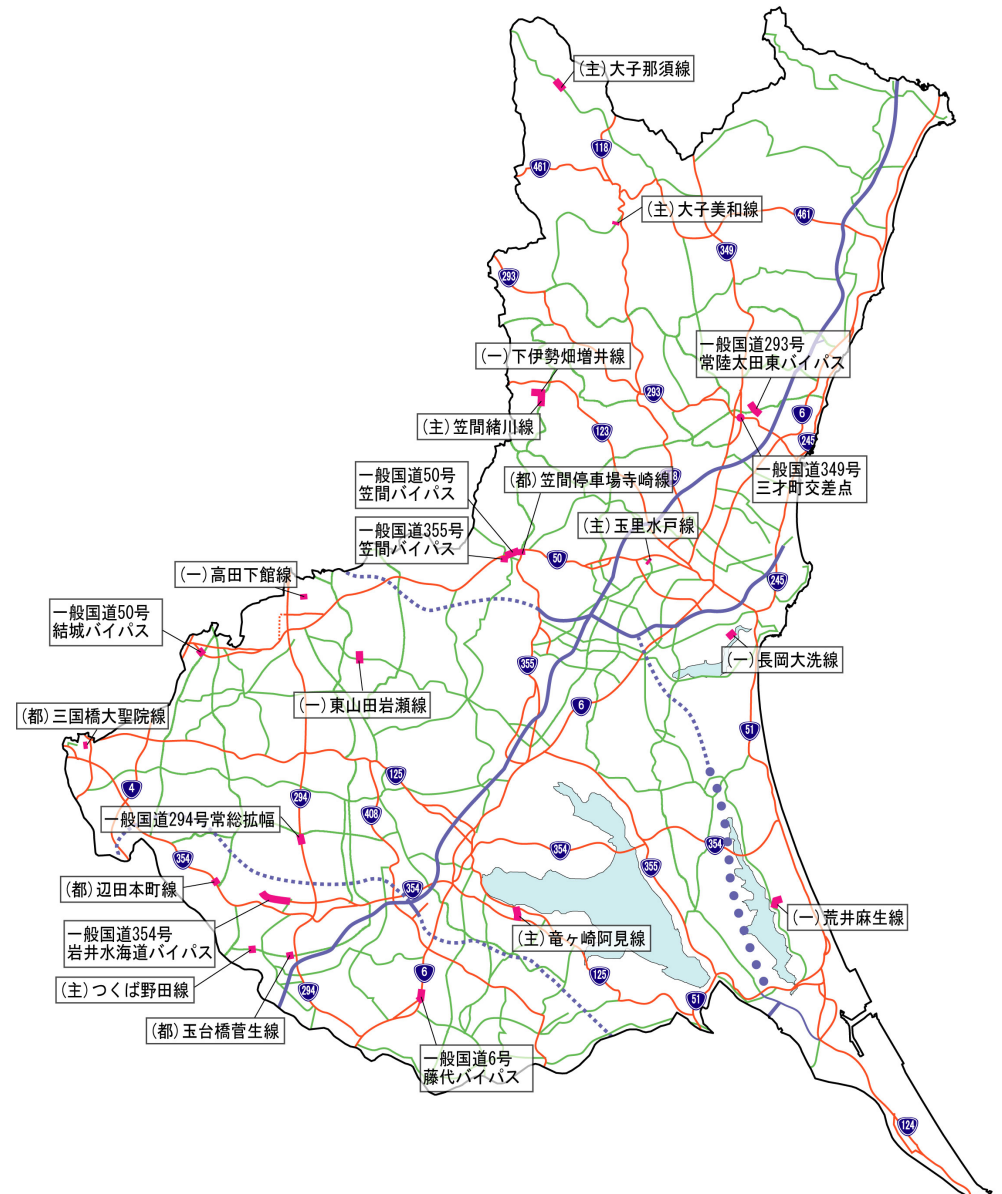 (主)大子那須線
118
461
(主)大子美和線
461
349
293
一般国道293号
常陸太田東バイパス
(一)下伊勢畑増井線
293
6
(主)笠間緒川線
123
245
一般国道50号
笠間バイパス
(都)笠間停車場寺崎線
一般国道349号
三才町交差点
一般国道355号
笠間バイパス
(主)玉里水戸線
50
(一)高田下館線
245
一般国道50号
結城バイパス
(一)長岡大洗線
355
(一)東山田岩瀬線
6
(都)三国橋大聖院線
51
125
4
294
408
一般国道294号常総拡幅
354
354
354
355
(都)辺田本町線
354
(一)荒井麻生線
一般国道354号
岩井水海道バイパス
(主)竜ヶ崎阿見線
(主)つくば野田線
6
125
294
51
(都)玉台橋菅生線
一般国道6号
藤代バイパス
124